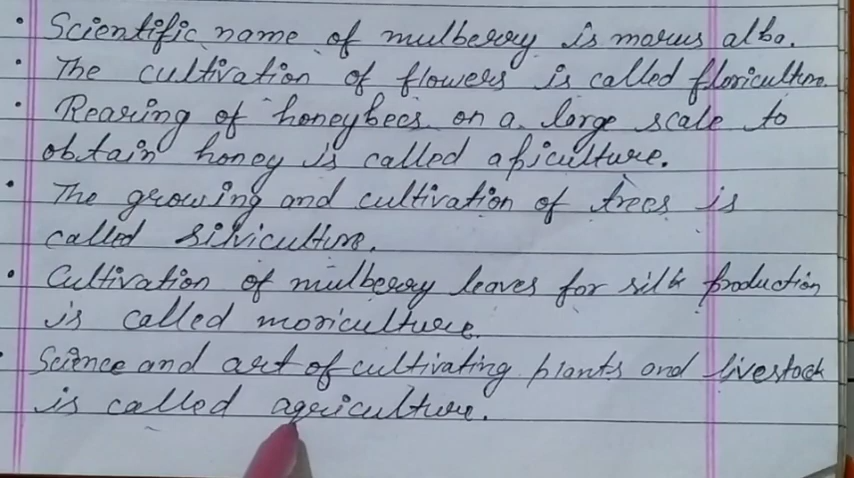 • Scientific name of mulberry is morus alba.
• The cultivation of flowers is called floriculture.
• Rearing of honeybees on a large scale to
obtain honey is called apiculture.
• The growing and cultivation of trees is
called silviculture.
• Cultivation of mulberry leaves for silk production
is called moriculture.
• Science and art of cultivating plants and livestock
is called agriculture.